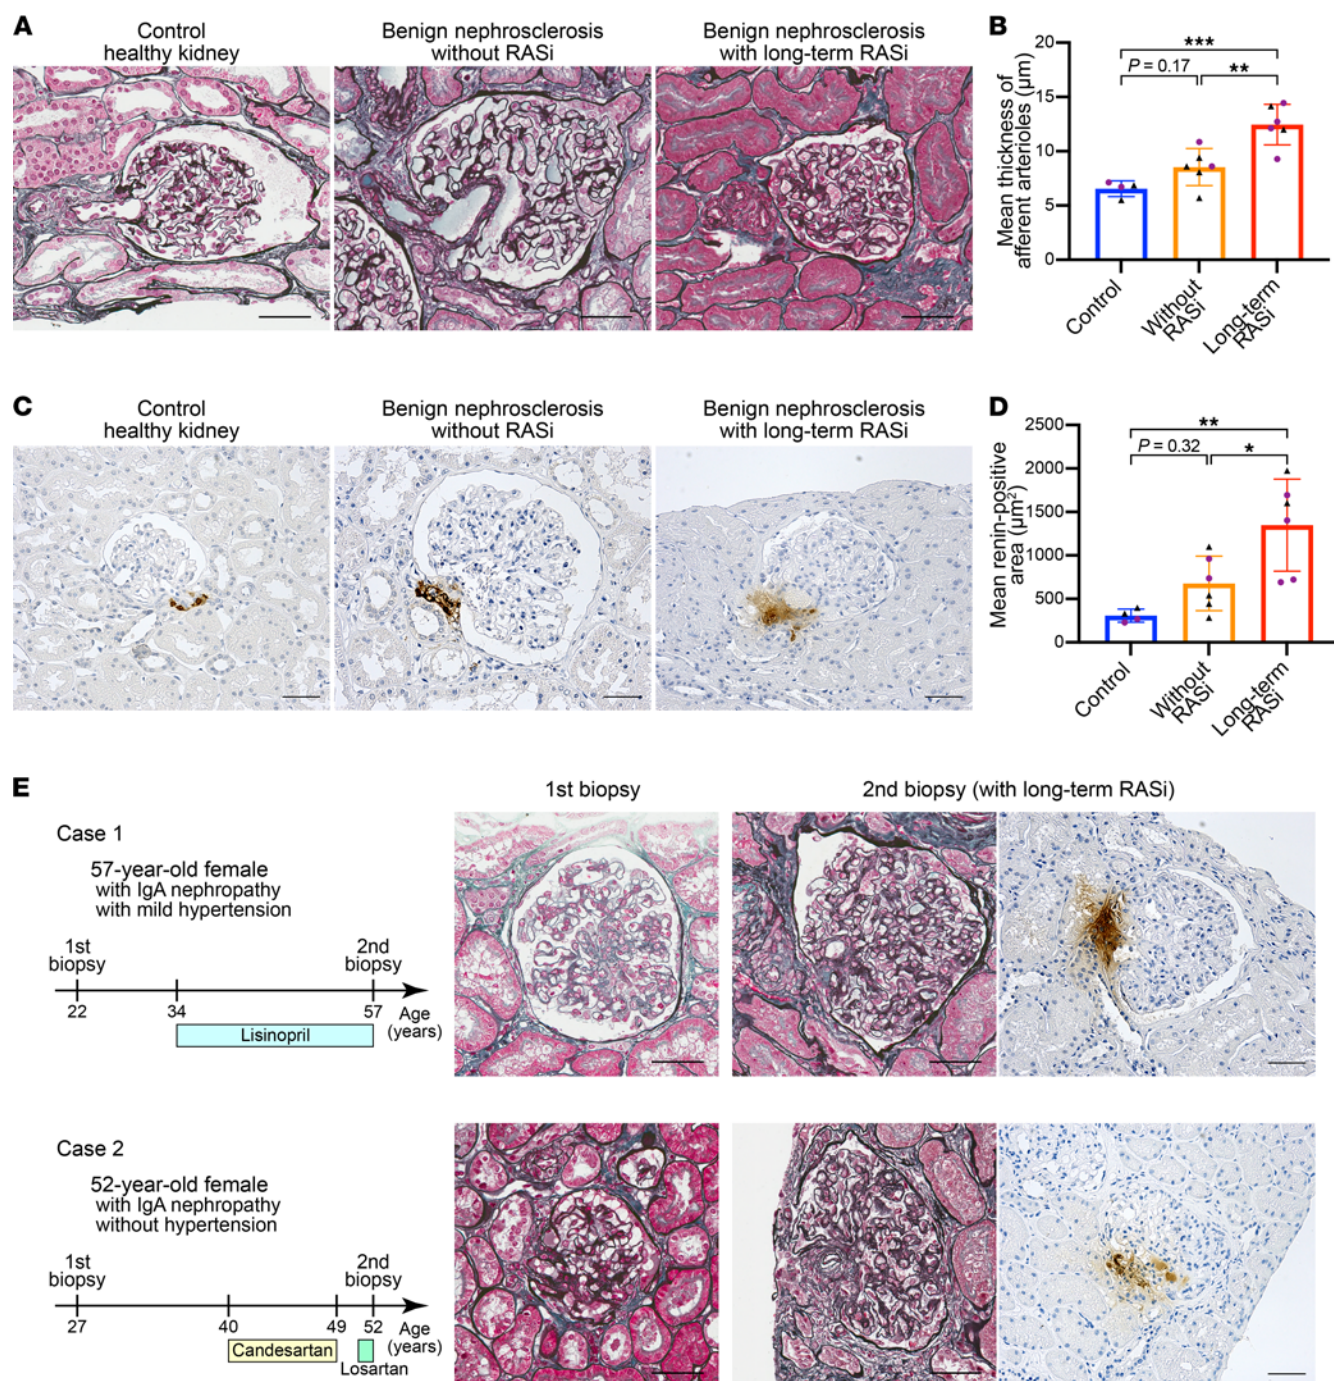 A
Control
healthy kidney
Benign nephrosclerosis
without RASi
Benign nephrosclerosis
with long-term RASi
B
Mean thickness of
afferent arterioles (µm)
20
15
10
5
0
***
P = 0.17
**
Control
Without
RASi
Long-term
RASi
C
Control
healthy kidney
Benign nephrosclerosis
without RASi
Benign nephrosclerosis
with long-term RASi
D
Mean renin-positive
area (µm²)
2500
2000
1500
1000
500
0
**
P = 0.32
*
Control
Without
RASi
Long-term
RASi
E
1st biopsy
2nd biopsy (with long-term RASi)
Case 1
57-year-old female
with IgA nephropathy
with mild hypertension
1st
biopsy
2nd
biopsy
22
34
57
Age
(years)
Lisinopril
Case 2
52-year-old female
with IgA nephropathy
without hypertension
1st
biopsy
2nd
biopsy
27
40
49
52
Age
(years)
Candesartan
Losartan